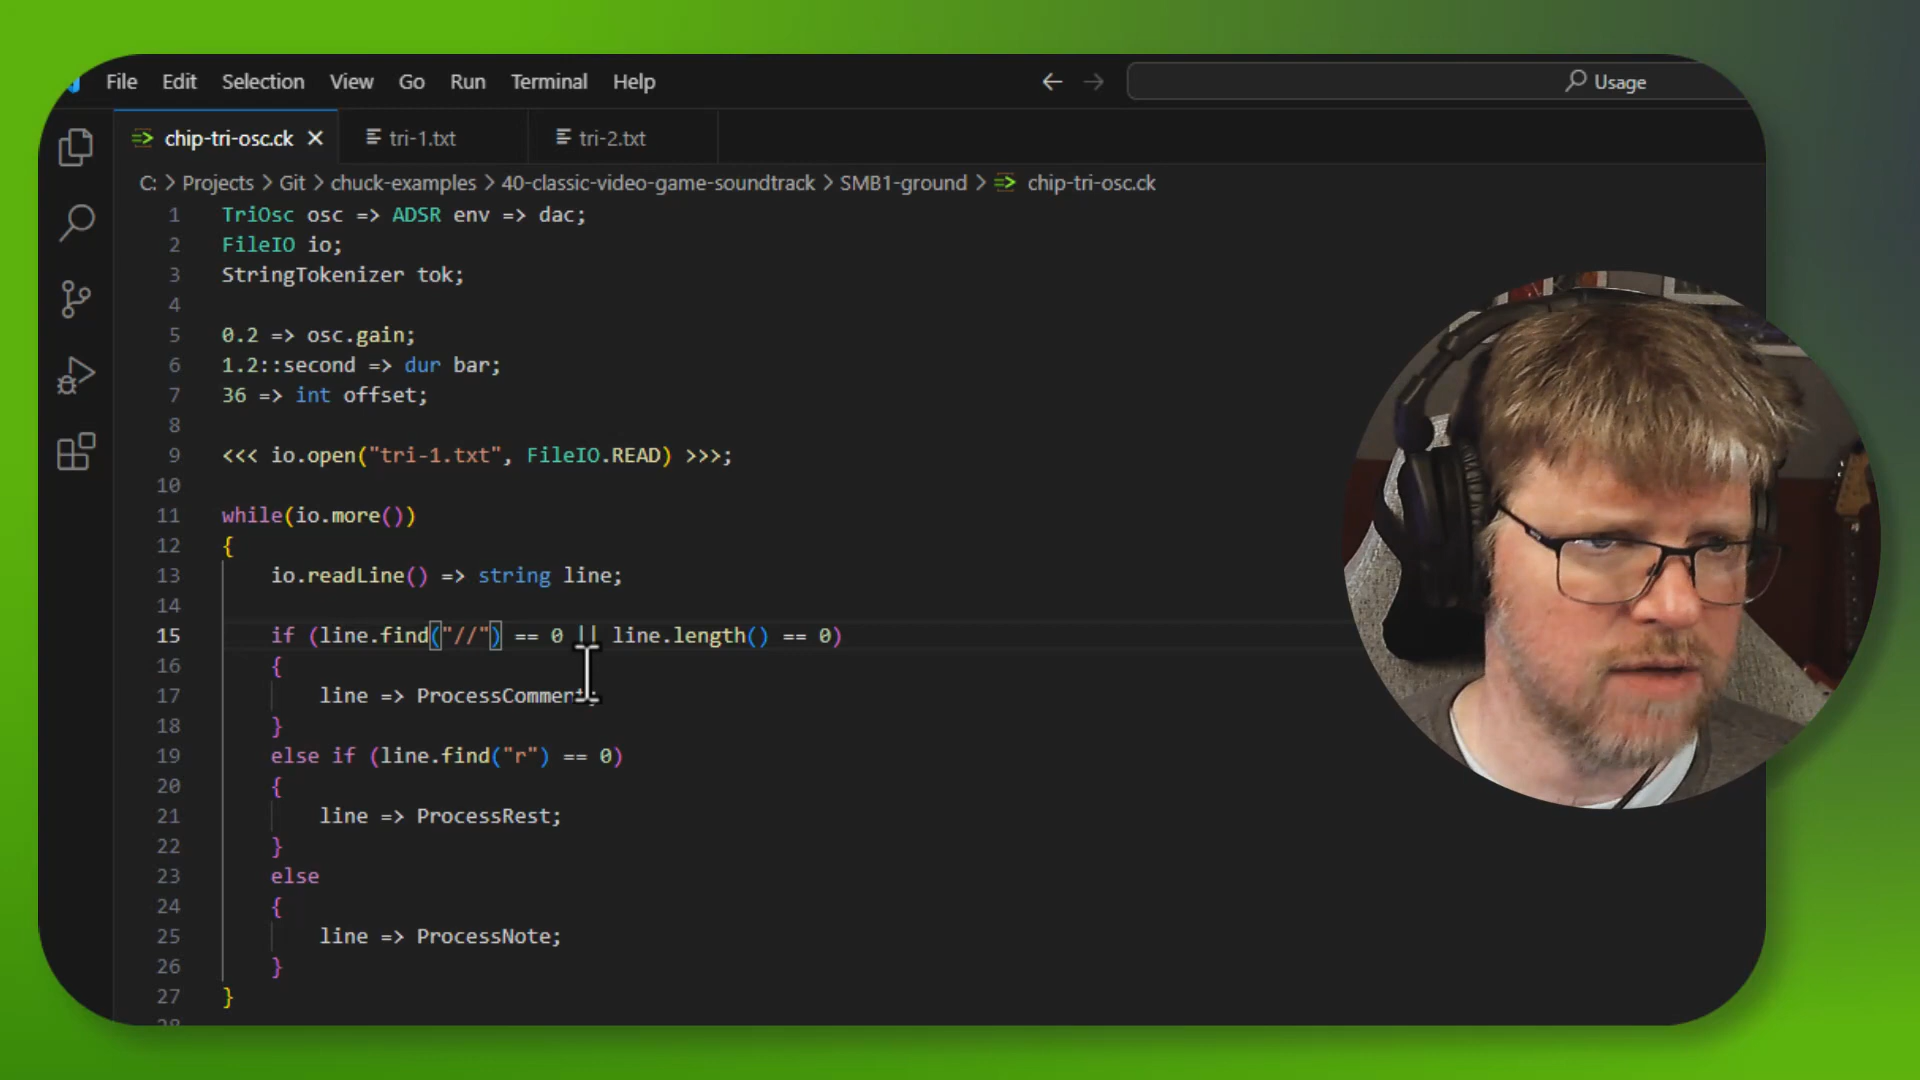 File Edit Selection View Go Run Terminal Help Usage
chip-tri-osc.ck tri-1.txt tri-2.txt
C: > Projects > Git > chuck-examples > 40-classic-video-game-soundtrack > SMB1-ground > chip-tri-osc.ck
1 TriOsc osc => ADSR env => dac;
2 FileIO io;
3 StringTokenizer tok;
4
5 0.2 => osc.gain;
6 1.2::second => dur bar;
7 36 => int offset;
8
9 <<< io.open("tri-1.txt", FileIO.READ) >>>;
10
11 while(io.more())
12 {
13 io.readLine() => string line;
14
15 if (line.find("//") == 0 || line.length() == 0)
16 {
17 line => ProcessComment;
18 }
19 else if (line.find("r") == 0)
20 {
21 line => ProcessRest;
22 }
23 else
24 {
25 line => ProcessNote;
26 }
27 }